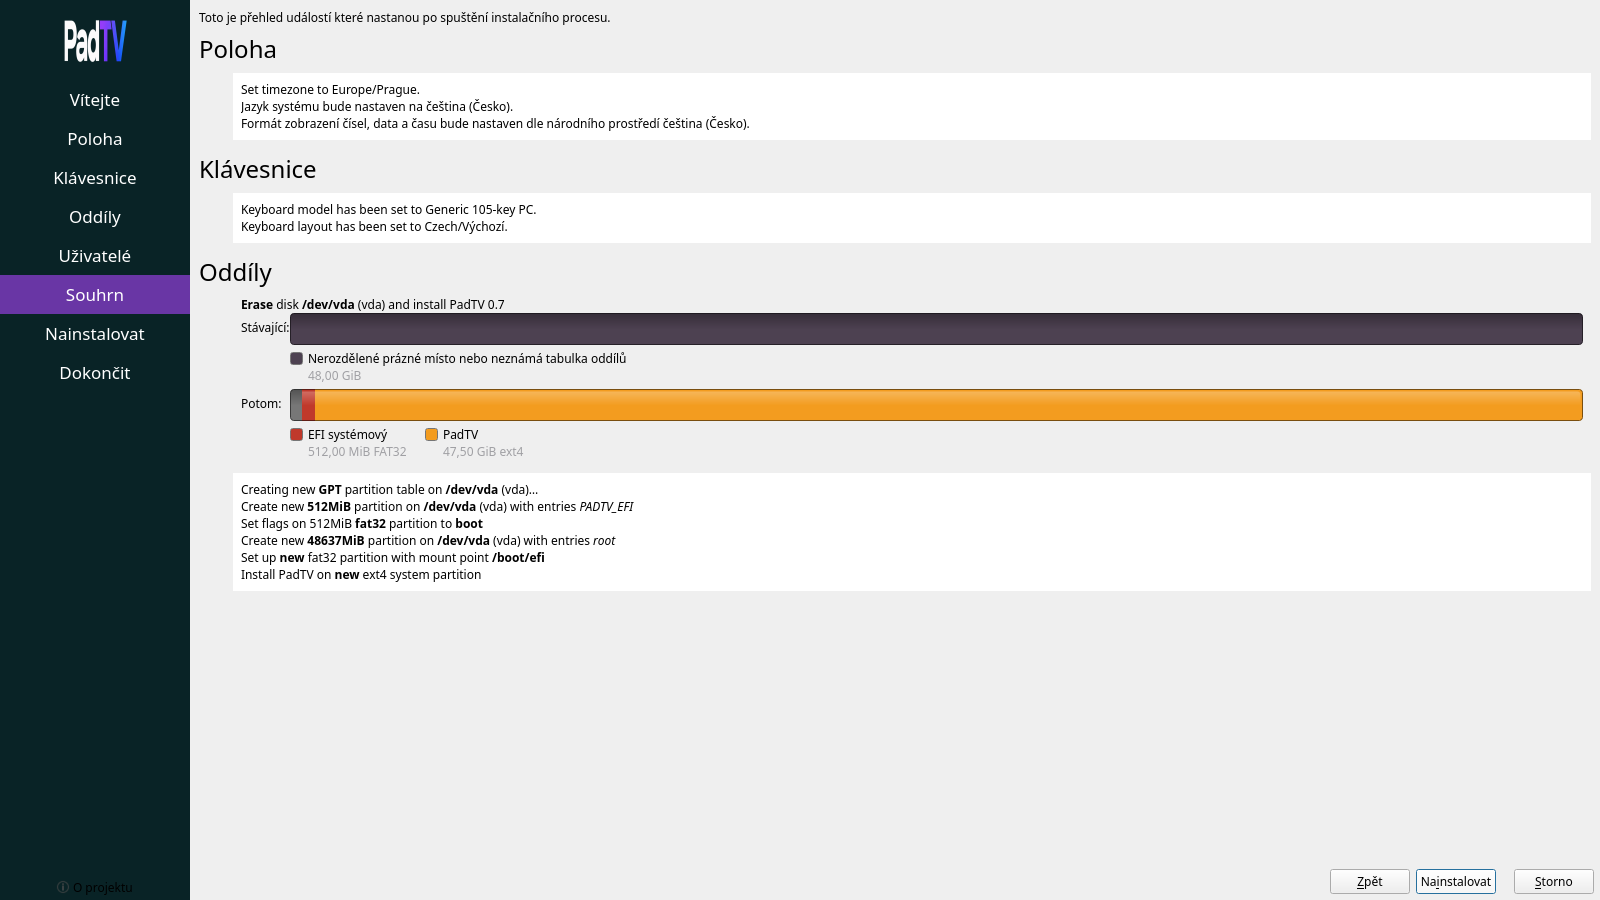 PadTV
Vítejte
Poloha
Klávesnice
Oddíly
Uživatelé
Souhrn
Nainstalovat
Dokončit
O projektu
Toto je přehled událostí které nastanou po spuštění instalačního procesu.
Poloha
Set timezone to Europe/Prague.
Jazyk systému bude nastaven na čeština (Česko).
Formát zobrazení čísel, data a času bude nastaven dle národního prostředí čeština (Česko).
Klávesnice
Keyboard model has been set to Generic 105-key PC.
Keyboard layout has been set to Czech/Výchozí.
Oddíly
Erase disk /dev/vda (vda) and install PadTV 0.7
Stávající:
Nerozdělené prázné místo nebo neznámá tabulka oddílů
48,00 GiB
Potom:
EFI systémový PadTV
512,00 MiB FAT32 47,50 GiB ext4
Creating new GPT partition table on /dev/vda (vda)...
Create new 512MiB partition on /dev/vda (vda) with entries PADTV_EFI
Set flags on 512MiB fat32 partition to boot
Create new 48637MiB partition on /dev/vda (vda) with entries root
Set up new fat32 partition with mount point /boot/efi
Install PadTV on new ext4 system partition
Zpět Nainstalovat Storno